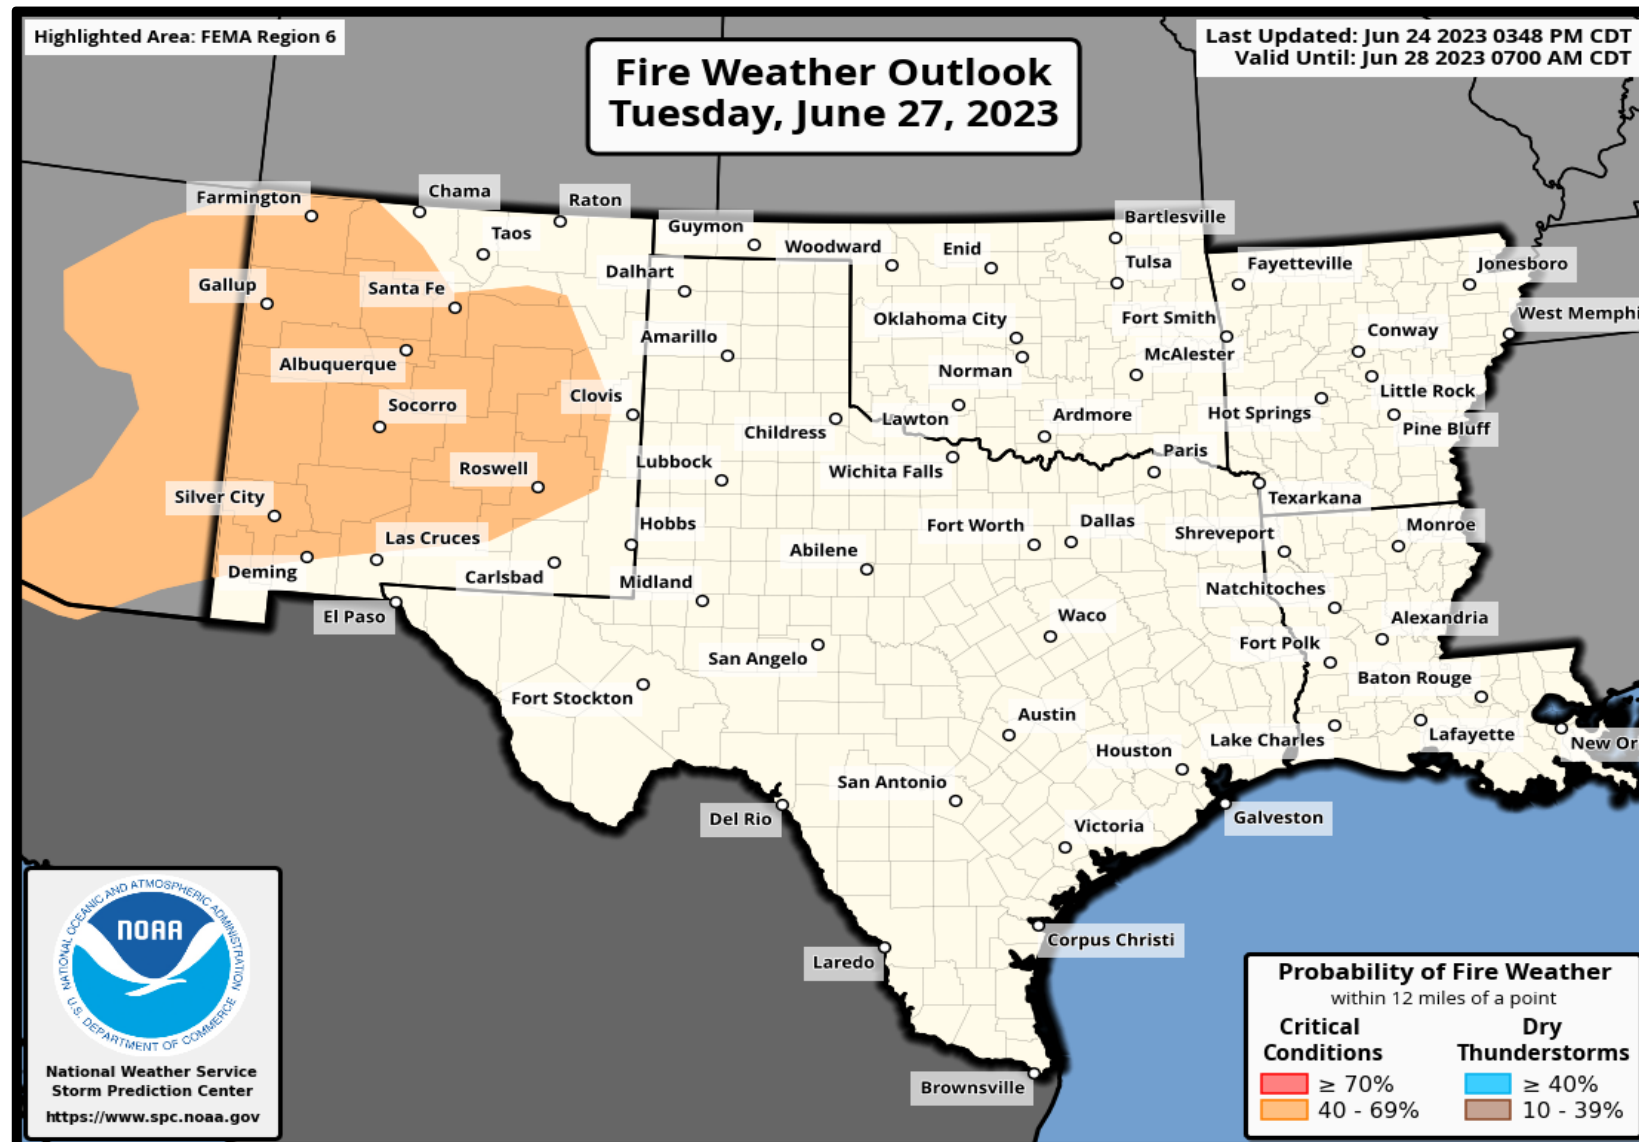 Highlighted Area: FEMA Region 6
Last Updated: Jun 24 2023 0348 PM CDT
Valid Until: Jun 28 2023 0700 AM CDT
Fire Weather Outlook
Tuesday, June 27, 2023
Farmington
Chama
Raton
Taos
Guymon
Woodward
Enid
Bartlesville
Tulsa
Fayetteville
Jonesboro
Gallup
Santa Fe
Dalhart
Oklahoma City
Fort Smith
Conway
West Memphi
Albuquerque
Amarillo
Norman
McAlester
Little Rock
Socorro
Clovis
Childress
Lawton
Ardmore
Hot Springs
Pine Bluff
Roswell
Lubbock
Wichita Falls
Paris
Silver City
Texarkana
Las Cruces
Hobbs
Abilene
Fort Worth
Dallas
Shreveport
Monroe
Deming
Carlsbad
Midland
Natchitoches
El Paso
Waco
Alexandria
San Angelo
Fort Polk
Fort Stockton
Baton Rouge
Austin
Houston
Lake Charles
Lafayette
New Or
San Antonio
Del Rio
Victoria
Galveston
Corpus Christi
Laredo
Brownsville
NATIONAL OCEANIC AND ATMOSPHERIC ADMINISTRATION
NOAA
U.S. DEPARTMENT OF COMMERCE
National Weather Service
Storm Prediction Center
https://www.spc.noaa.gov
Probability of Fire Weather
within 12 miles of a point
Critical
Conditions
Dry
Thunderstorms
≥ 70%
≥ 40%
40 - 69%
10 - 39%